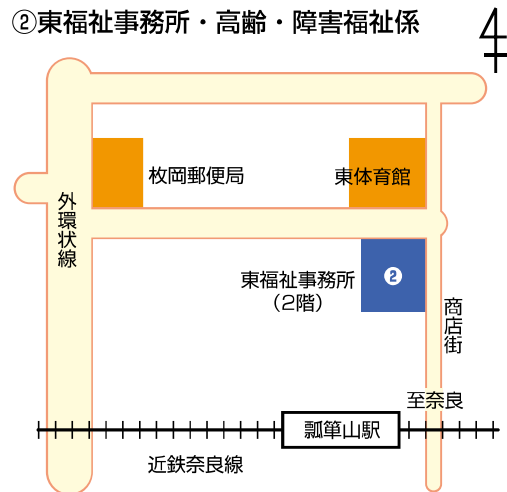 ②東福祉事務所・高齢・障害福祉係
枚岡郵便局
東体育館
外環状線
東福祉事務所
（2階）
❷
商店街
至奈良
瓢箪山駅
近鉄奈良線